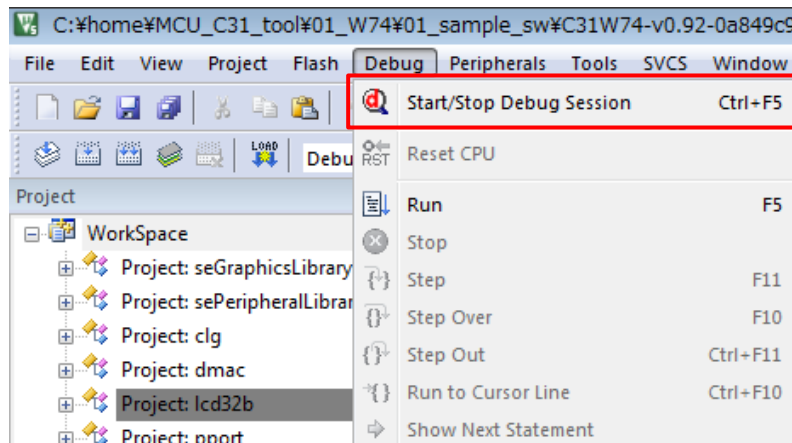 C:¥home¥MCU_C31_tool¥01_W74¥01_sample_sw¥C31W74-v0.92-0a849c9
File Edit View Project Flash Debug Peripherals Tools SVCS Window
Start/Stop Debug Session Ctrl+F5
LOAD Debu
RST Reset CPU
Project
Run F5
WorkSpace
Stop
Project: seGraphicsLibrary
Step F11
Project: sePeripheralLibrar
Step Over F10
Project: clg
Step Out Ctrl+F11
Project: dmac
Run to Cursor Line Ctrl+F10
Project: lcd32b
Show Next Statement
Project: pport